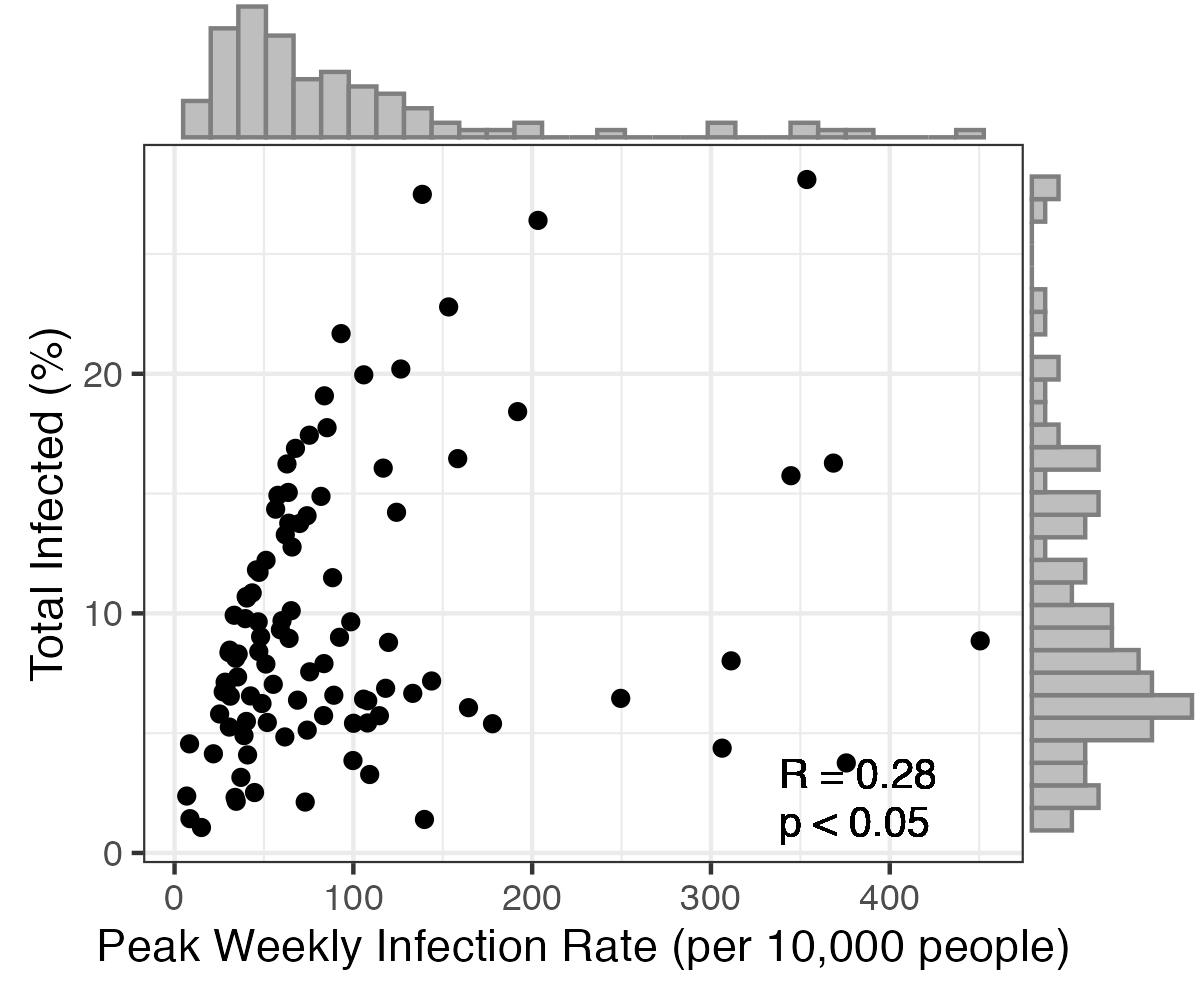 Total Infected (%)
20
10
0
R = 0.28
p < 0.05
0 100 200 300 400
Peak Weekly Infection Rate (per 10,000 people)